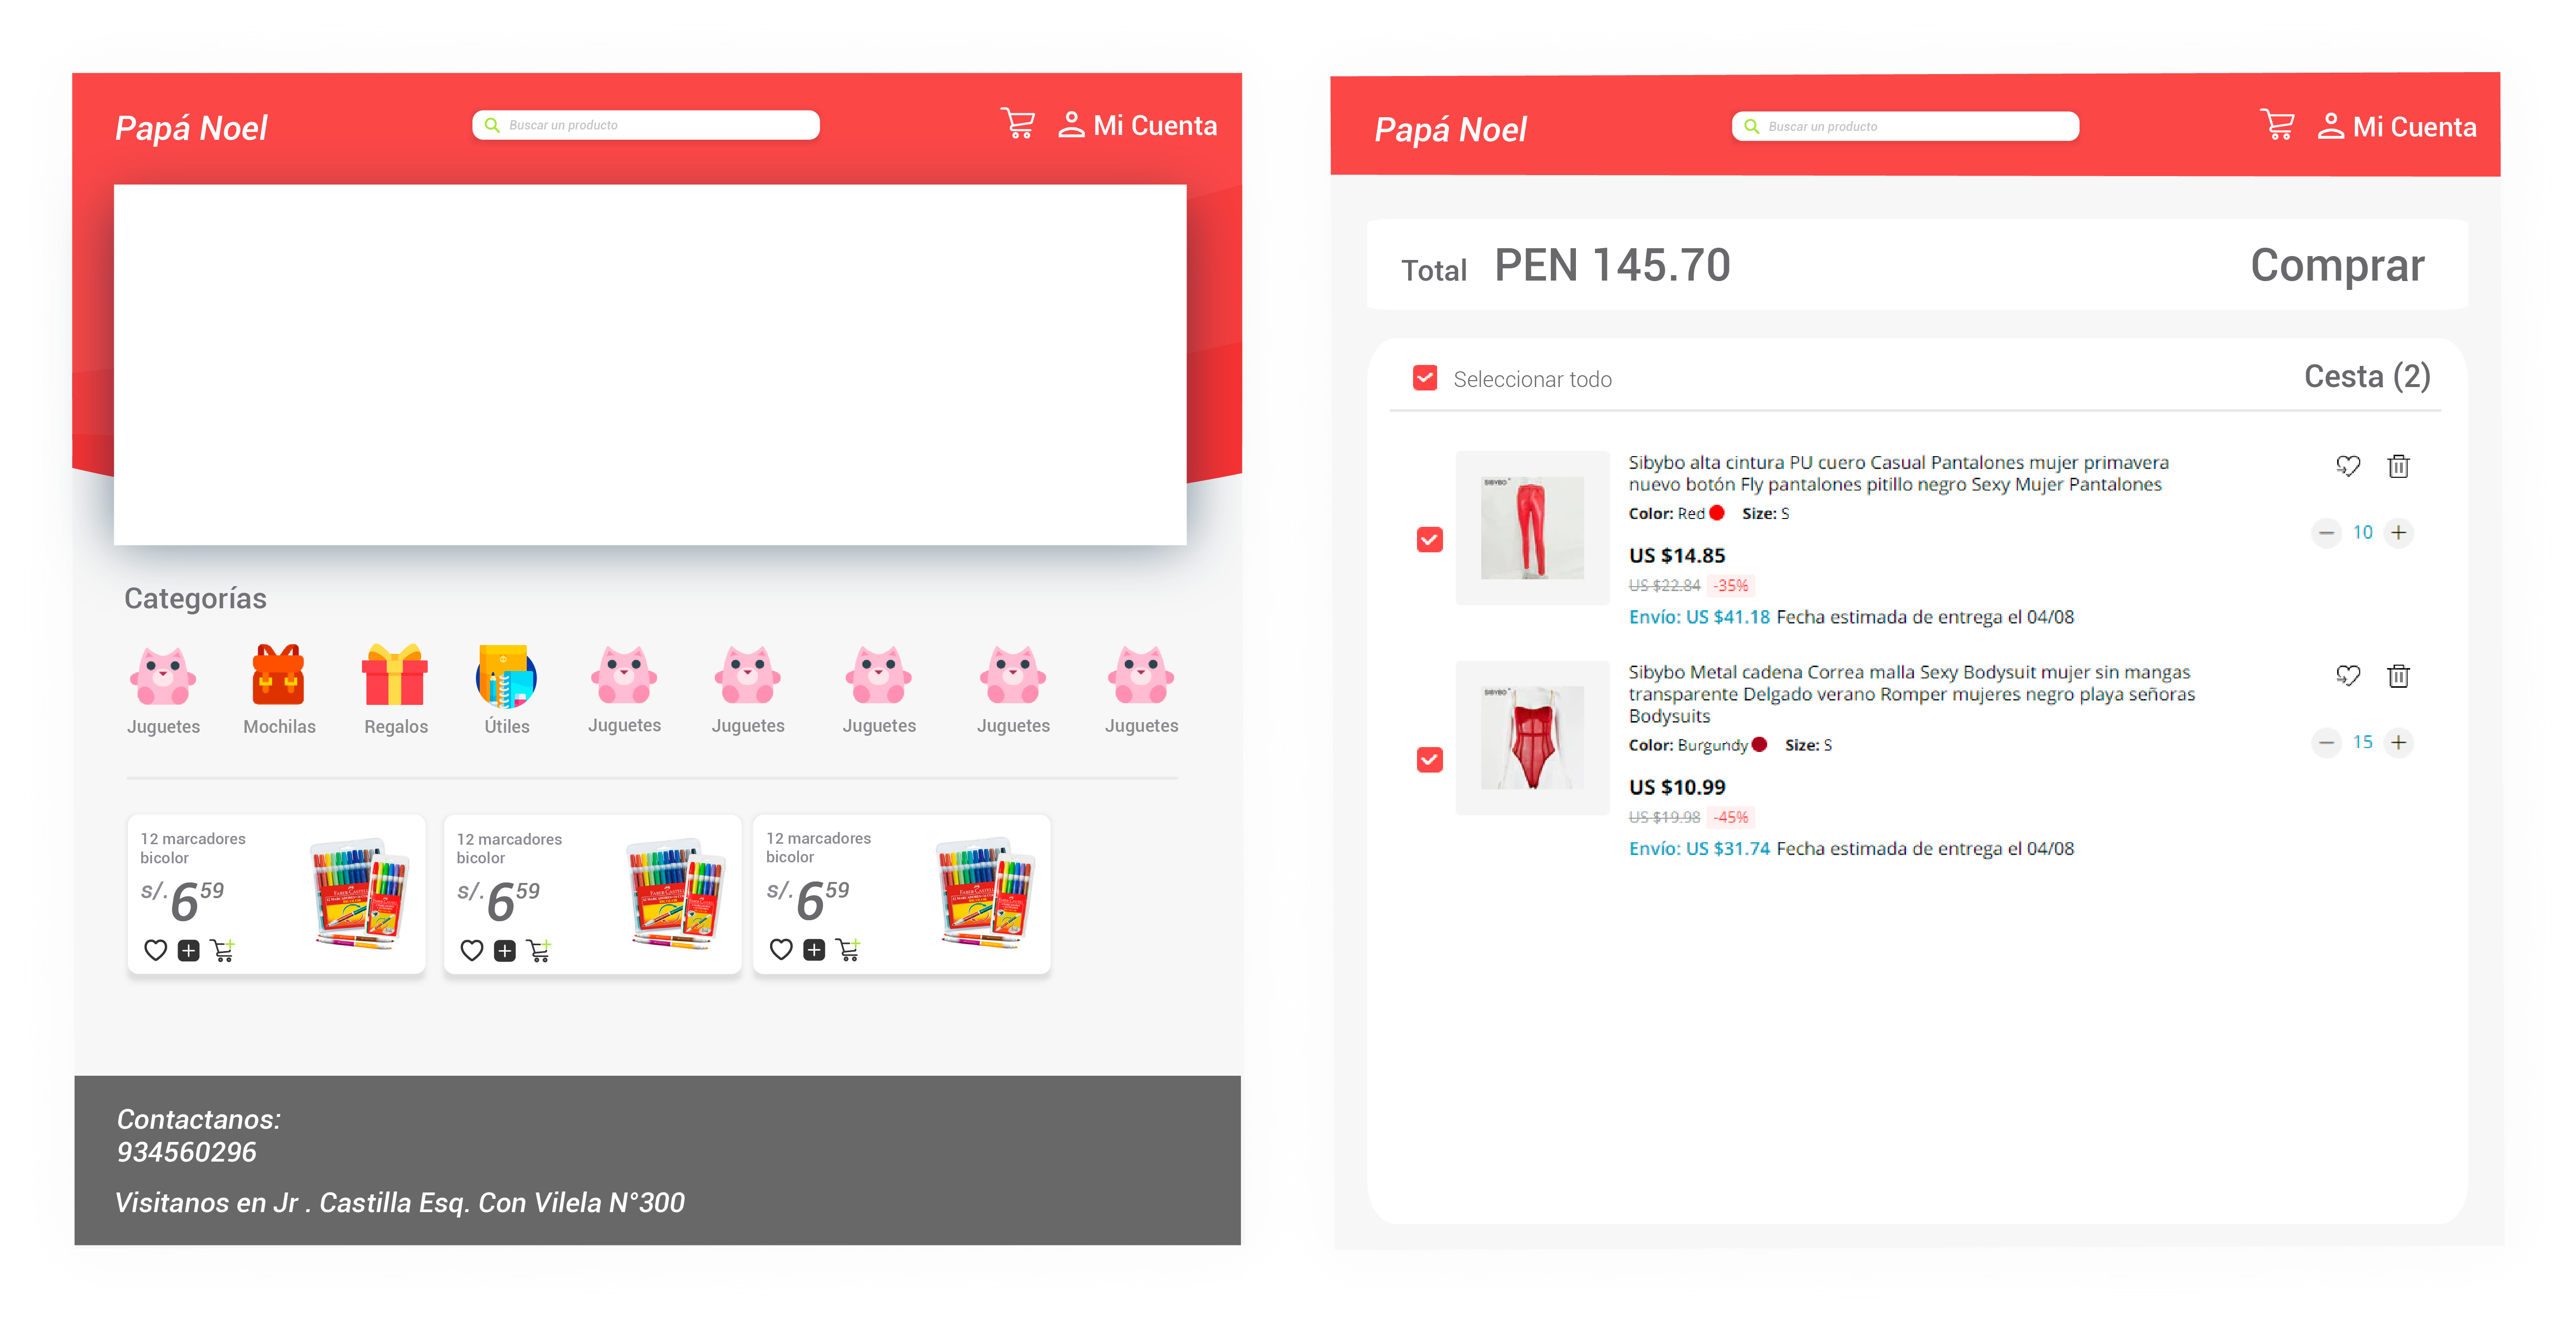 Papá Noel
Buscar un producto
Mi Cuenta
Categorías
Juguetes
Mochilas
Regalos
Útiles
Juguetes
Juguetes
Juguetes
Juguetes
Juguetes
12 marcadores
bicolor
s/.6 59
12 marcadores
bicolor
s/.6 59
12 marcadores
bicolor
s/.6 59
Contactanos:
934560296
Visitanos en Jr . Castilla Esq. Con Vilela N°300
Papá Noel
Buscar un producto
Mi Cuenta
Total PEN 145.70
Comprar
Seleccionar todo
Cesta (2)
SIBYBO
Sibybo alta cintura PU cuero Casual Pantalones mujer primavera
nuevo botón Fly pantalones pitillo negro Sexy Mujer Pantalones
Color: Red Size: S
10
US $14.85
US $22.84 -35%
Envío: US $41.18 Fecha estimada de entrega el 04/08
SIBYBO
Sibybo Metal cadena Correa malla Sexy Bodysuit mujer sin mangas
transparente Delgado verano Romper mujeres negro playa señoras
Bodysuits
Color: Burgundy Size: S
15
US $10.99
US $19.98 -45%
Envío: US $31.74 Fecha estimada de entrega el 04/08